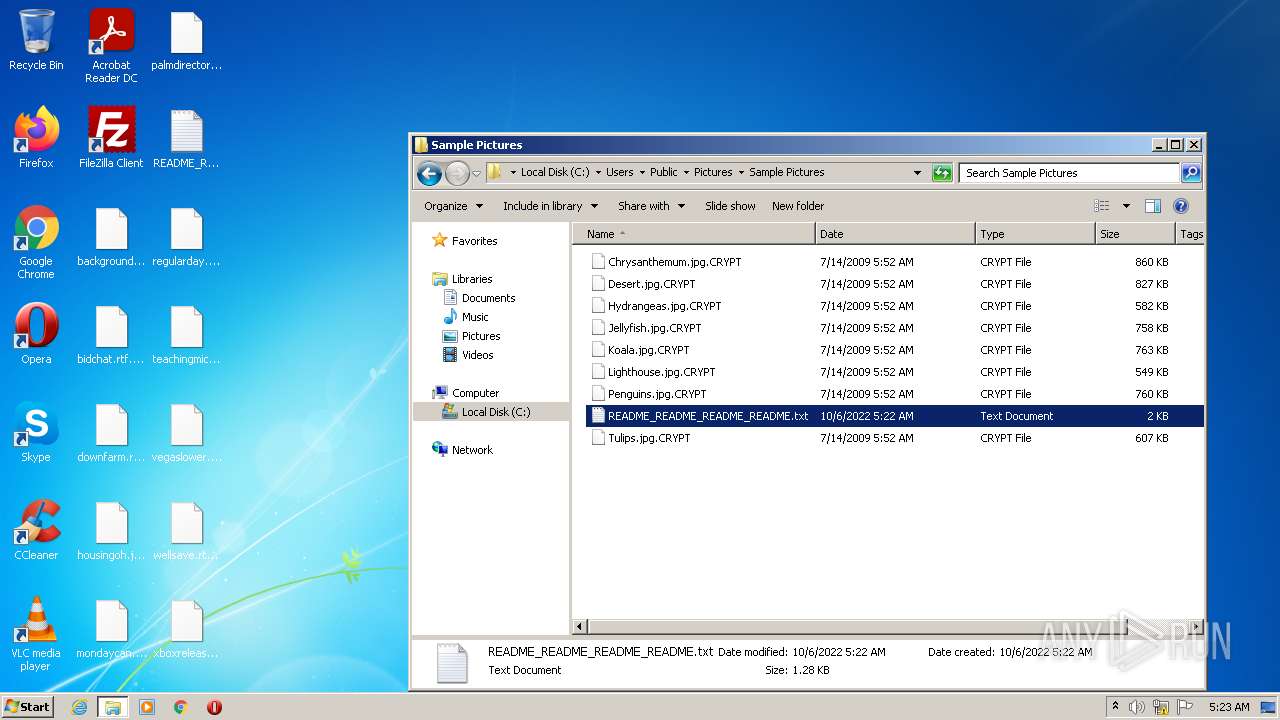 Recycle Bin
Acrobat
Reader DC
palmdirector...
Firefox
FileZilla Client
README_R...
Google
Chrome
background...
regularday....
Opera
bidchat.rtf....
teachingmic...
Skype
downfarm.r...
vegaslower....
CCleaner
housingoh.j...
wellsave.rt...
VLC media
player
mondaycan...
xboxreleas...
Sample Pictures
Local Disk (C:)
Users
Public
Pictures
Sample Pictures
Search Sample Pictures
Organize
Include in library
Share with
Slide show
New folder
Favorites
Libraries
Documents
Music
Pictures
Videos
Computer
Local Disk (C:)
Network
Name Date Type Size Tags
Chrysanthemum.jpg.CRYPT 7/14/2009 5:52 AM CRYPT File 860 KB
Desert.jpg.CRYPT 7/14/2009 5:52 AM CRYPT File 827 KB
Hydrangeas.jpg.CRYPT 7/14/2009 5:52 AM CRYPT File 582 KB
Jellyfish.jpg.CRYPT 7/14/2009 5:52 AM CRYPT File 758 KB
Koala.jpg.CRYPT 7/14/2009 5:52 AM CRYPT File 763 KB
Lighthouse.jpg.CRYPT 7/14/2009 5:52 AM CRYPT File 549 KB
Penguins.jpg.CRYPT 7/14/2009 5:52 AM CRYPT File 760 KB
README_README_README_README.txt 10/6/2022 5:22 AM Text Document 2 KB
Tulips.jpg.CRYPT 7/14/2009 5:52 AM CRYPT File 607 KB
README_README_README_README.txt Date modified: 10/6/2022 5:22 AM Date created: 10/6/2022 5:22 AM
Text Document Size: 1.28 KB
ANY RUN
Start
5:23 AM